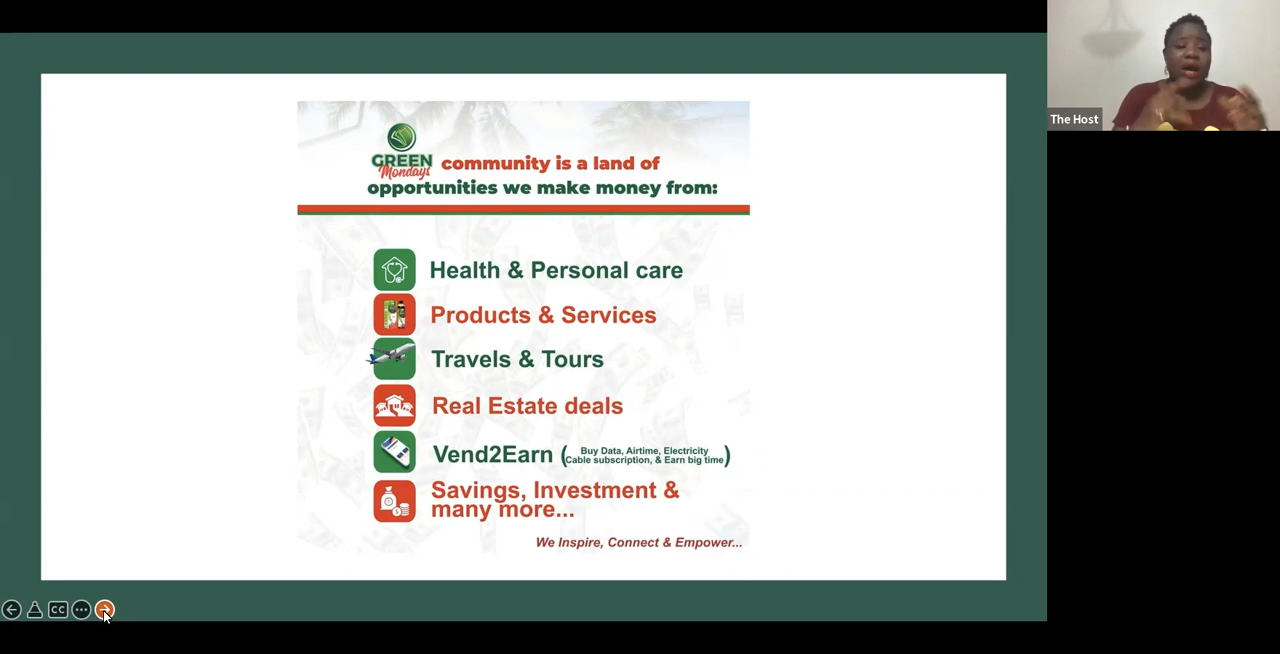 GREEN
Mondays
community is a land of
opportunities we make money from:
Health & Personal care
Products & Services
Travels & Tours
Real Estate deals
Vend2Earn (Buy Data, Airtime, Electricity
Cable subscription, & Earn big time)
Savings, Investment &
many more...
We Inspire, Connect & Empower...
The Host
CC